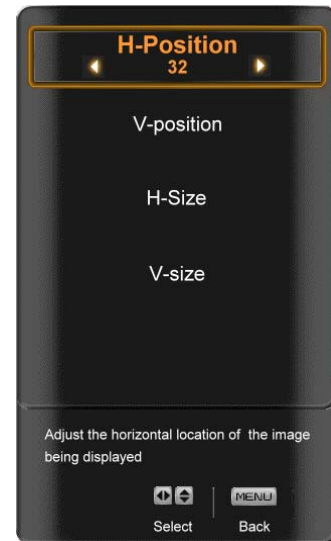 H-Position
32
V-position
H-Size
V-size
Adjust the horizontal location of the image
being displayed
MENU
Select Back